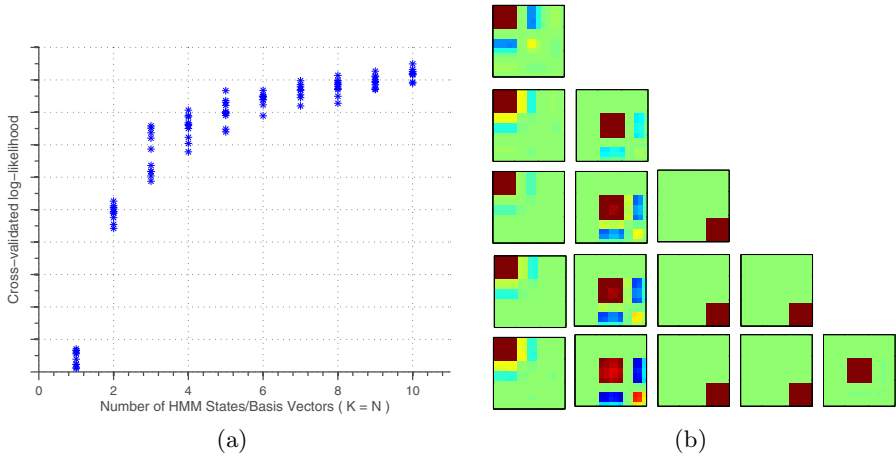 Cross-validated log-likelihood
0 2 4 6 8 10
Number of HMM States/Basis Vectors ( K = N )
(a)
(b)